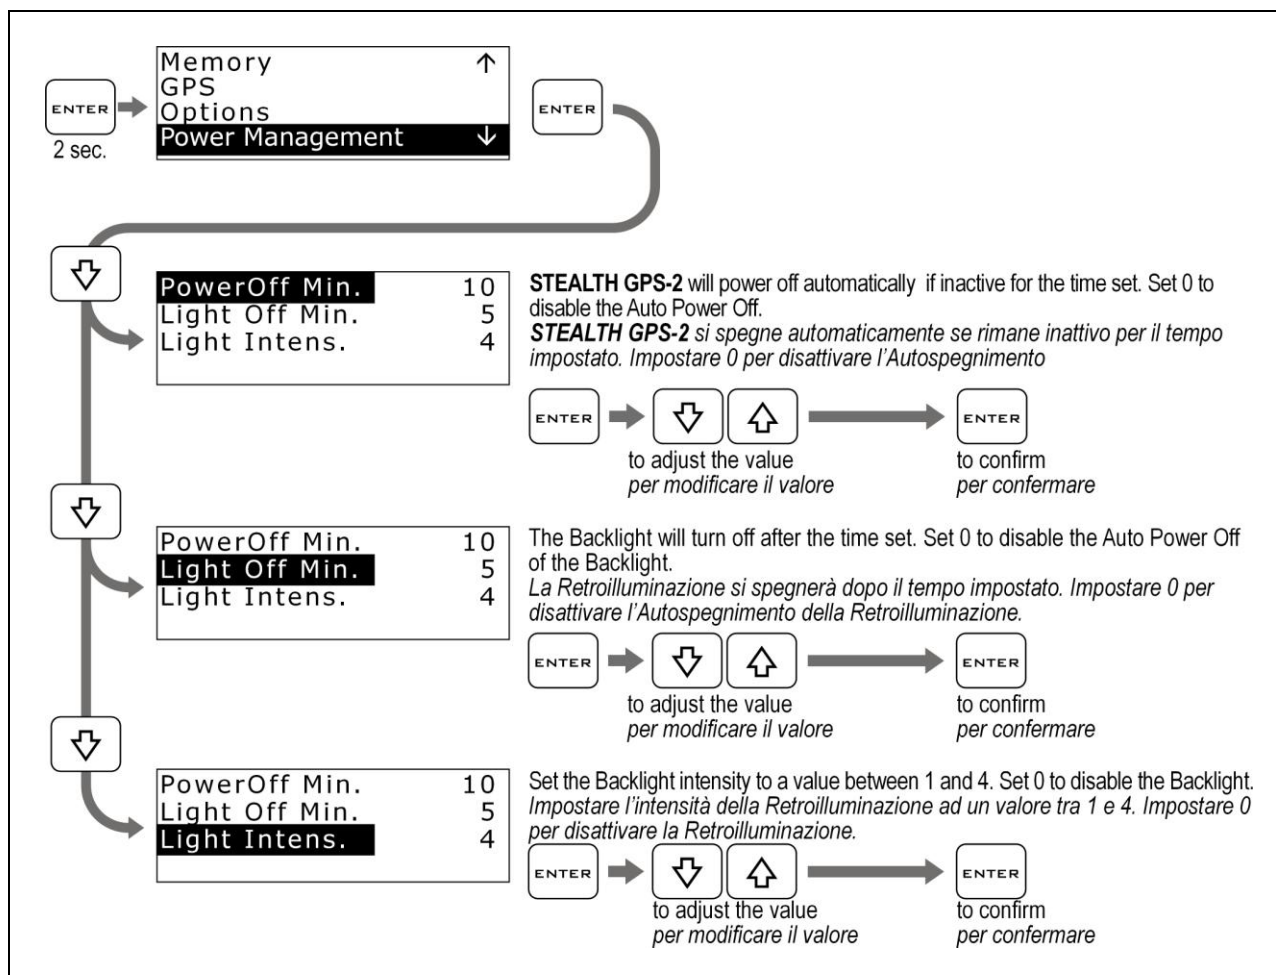 Memory ↑
GPS
Options
Power Management ↓
ENTER
2 sec.
ENTER
PowerOff Min. 10
Light Off Min. 5
Light Intens. 4
STEALTH GPS-2 will power off automatically if inactive for the time set. Set 0 to
disable the Auto Power Off.
STEALTH GPS-2 si spegne automaticamente se rimane inattivo per il tempo
impostato. Impostare 0 per disattivare l'Autospegnimento
ENTER
ENTER
to adjust the value
per modificare il valore
to confirm
per confermare
PowerOff Min. 10
Light Off Min. 5
Light Intens. 4
The Backlight will turn off after the time set. Set 0 to disable the Auto Power Off
of the Backlight.
La Retroilluminazione si spegnerà dopo il tempo impostato. Impostare 0 per
disattivare l'Autospegnimento della Retroilluminazione.
ENTER
ENTER
to adjust the value
per modificare il valore
to confirm
per confermare
PowerOff Min. 10
Light Off Min. 5
Light Intens. 4
Set the Backlight intensity to a value between 1 and 4. Set 0 to disable the Backlight.
Impostare l'intensità della Retroilluminazione ad un valore tra 1 e 4. Impostare 0
per disattivare la Retroilluminazione.
ENTER
ENTER
to adjust the value
per modificare il valore
to confirm
per confermare